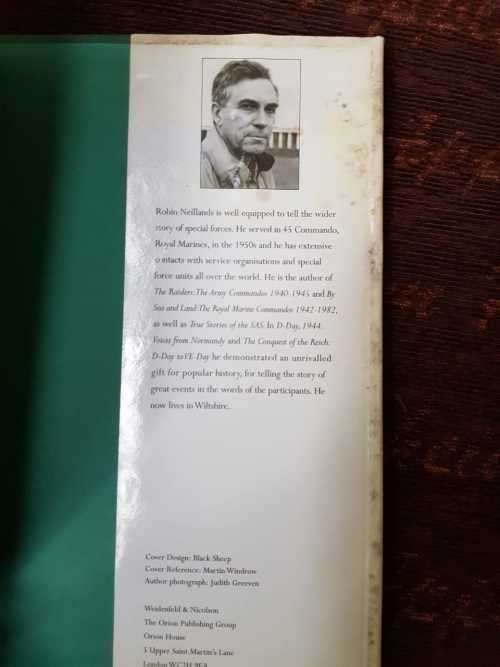 Robin Neillands is well equipped to tell the wider
story of special forces. He served in 45 Commando,
Royal Marines, in the 1950s and he has extensive
contacts with service organisations and special
force units all over the world. He is the author of
The Raiders: The Army Commandos 1940-1945 and By
Sea and Land: The Royal Marine Commandos 1942-1982,
as well as True Stories of the SAS. In D-Day, 1944:
Voices from Normandy and The Conquest of the Reich:
D-Day to VE-Day he demonstrated an unrivalled
gift for popular history, for telling the story of
great events in the words of the participants. He
now lives in Wiltshire.
Cover Design: Black Sheep
Cover Reference: Martin Windrow
Author photograph: Judith Greeven
Weidenfeld & Nicolson
The Orion Publishing Group
Orion House
5 Upper Saint Martin's Lane
London WC2H 9EA